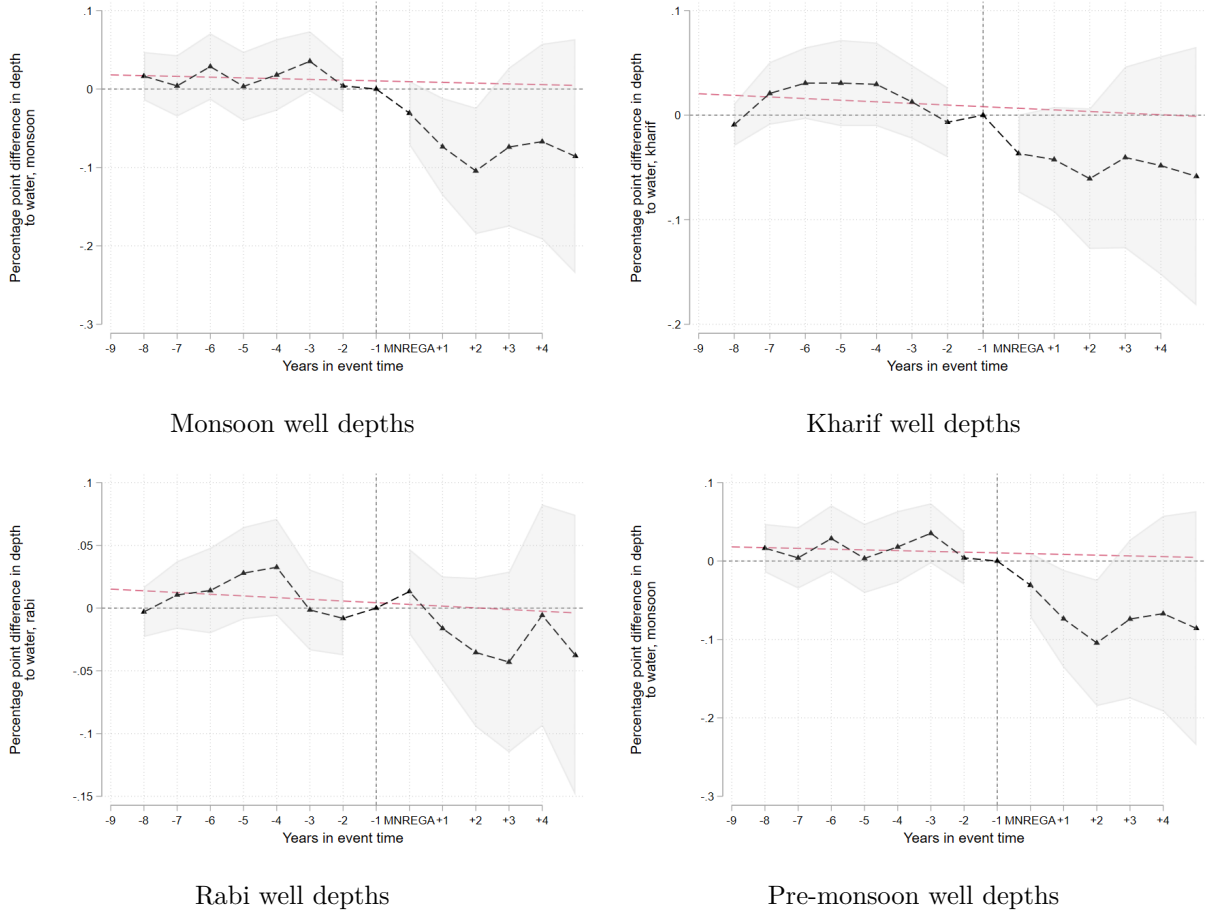 Percentage point difference in depth
to water, monsoon
.1
0
-.1
-.2
-.3
-9 -8 -7 -6 -5 -4 -3 -2 -1 MNREGA +1 +2 +3 +4
Years in event time
Monsoon well depths
Percentage point difference in depth
to water, kharif
.1
0
-.1
-.2
-9 -8 -7 -6 -5 -4 -3 -2 -1 MNREGA +1 +2 +3 +4
Years in event time
Kharif well depths
Percentage point difference in depth
to water, rabi
.1
.05
0
-.05
-.1
-.15
-9 -8 -7 -6 -5 -4 -3 -2 -1 MNREGA +1 +2 +3 +4
Years in event time
Rabi well depths
Percentage point difference in depth
to water, monsoon
.1
0
-.1
-.2
-.3
-9 -8 -7 -6 -5 -4 -3 -2 -1 MNREGA +1 +2 +3 +4
Years in event time
Pre-monsoon well depths